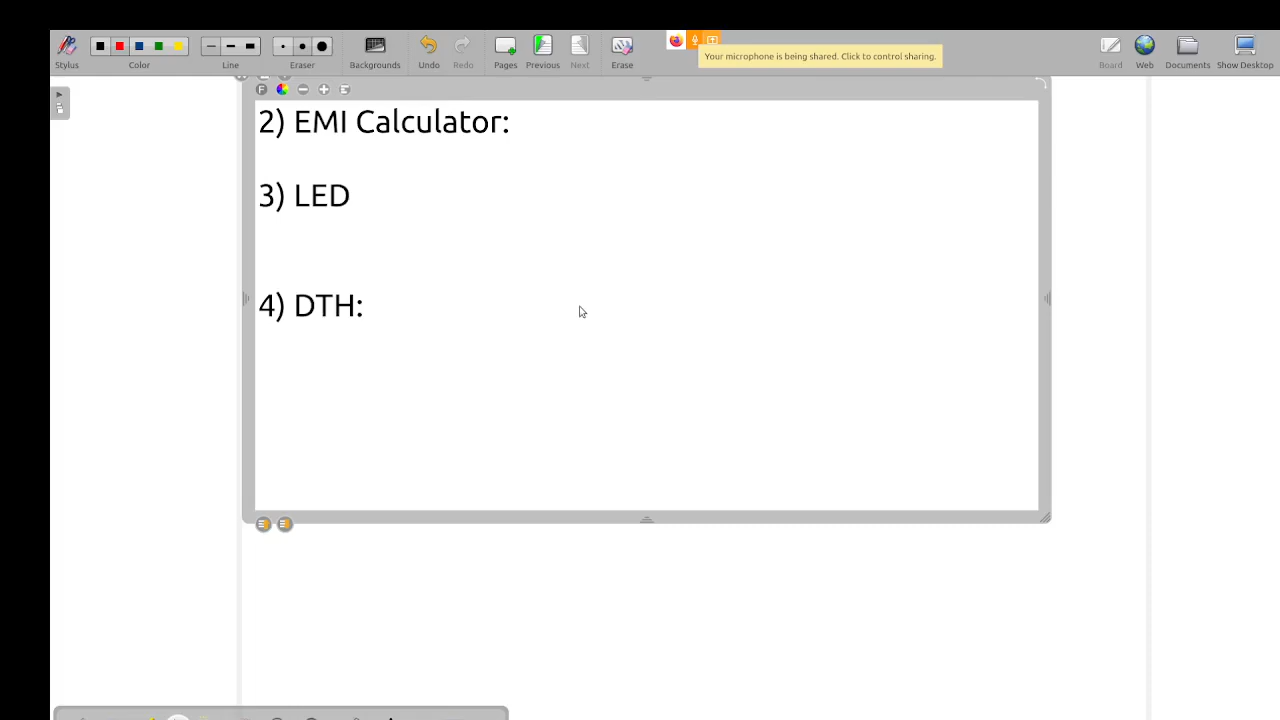 Your microphone is being shared. Click to control sharing.
Stylus
Color
Line
Eraser
Backgrounds
Undo
Redo
Pages
Previous
Next
Erase
Board
Web
Documents
Show Desktop
F
2) EMI Calculator:
3) LED
4) DTH: